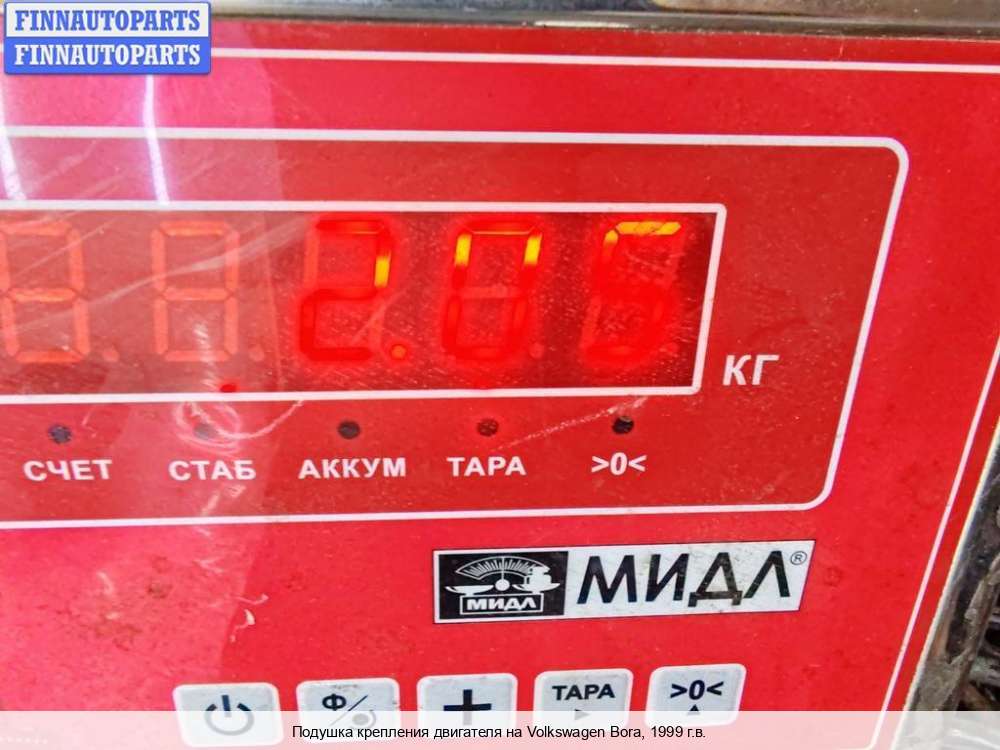 FINNAUTOPARTS
FINNAUTOPARTS
2.05
КГ
СЧЕТ СТАБ АККУМ ТАРА >0<
МИДЛ МИДЛ®
Ф + ТАРА >0<
Подушка крепления двигателя на Volkswagen Bora, 1999 г.в.